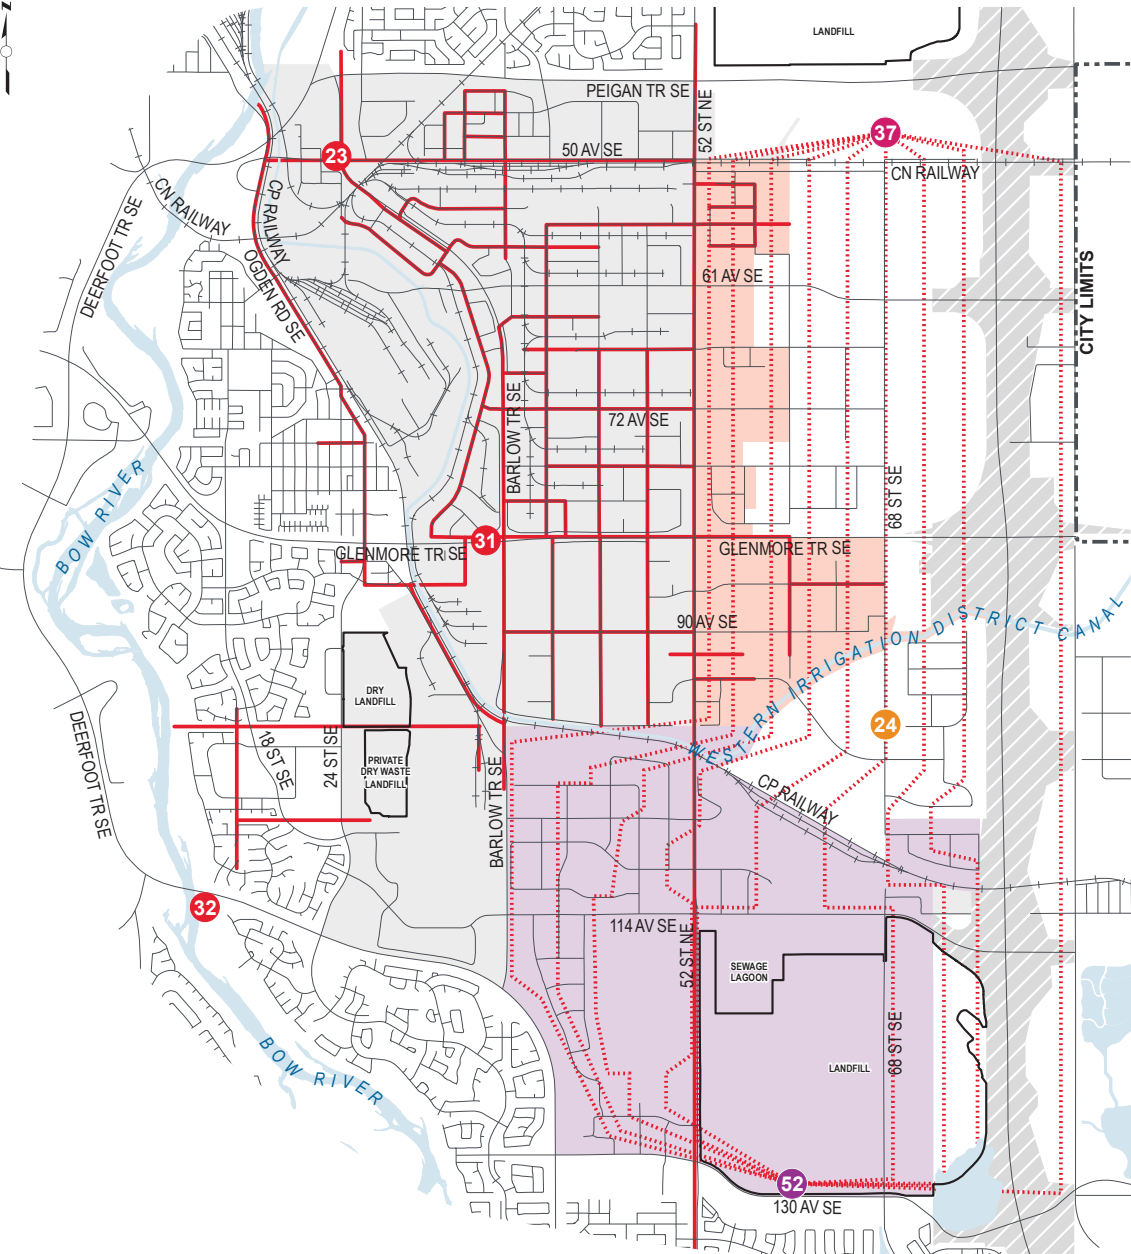 N
LANDFILL
PEIGAN TR SE
52 ST NE
37
23
50 AV SE
CN RAILWAY
CN RAILWAY
CP RAILWAY
DEERFOOT TR SE
OGDEN RD SE
61 AV SE
CITY LIMITS
BARLOW TR SE
72 AV SE
BOW RIVER
68 ST SE
31
GLENMORE TR SE
GLENMORE TR SE
90 AV SE
WESTERN IRRIGATION DISTRICT CANAL
DRY
LANDFILL
24
DEERFOOT TR SE
18 ST SE
24 ST SE
PRIVATE
DRY WASTE
LANDFILL
BARLOW TR SE
CP RAILWAY
32
114 AV SE
52 ST NE
SEWAGE
LAGOON
68 ST SE
BOW RIVER
LANDFILL
52
130 AV SE